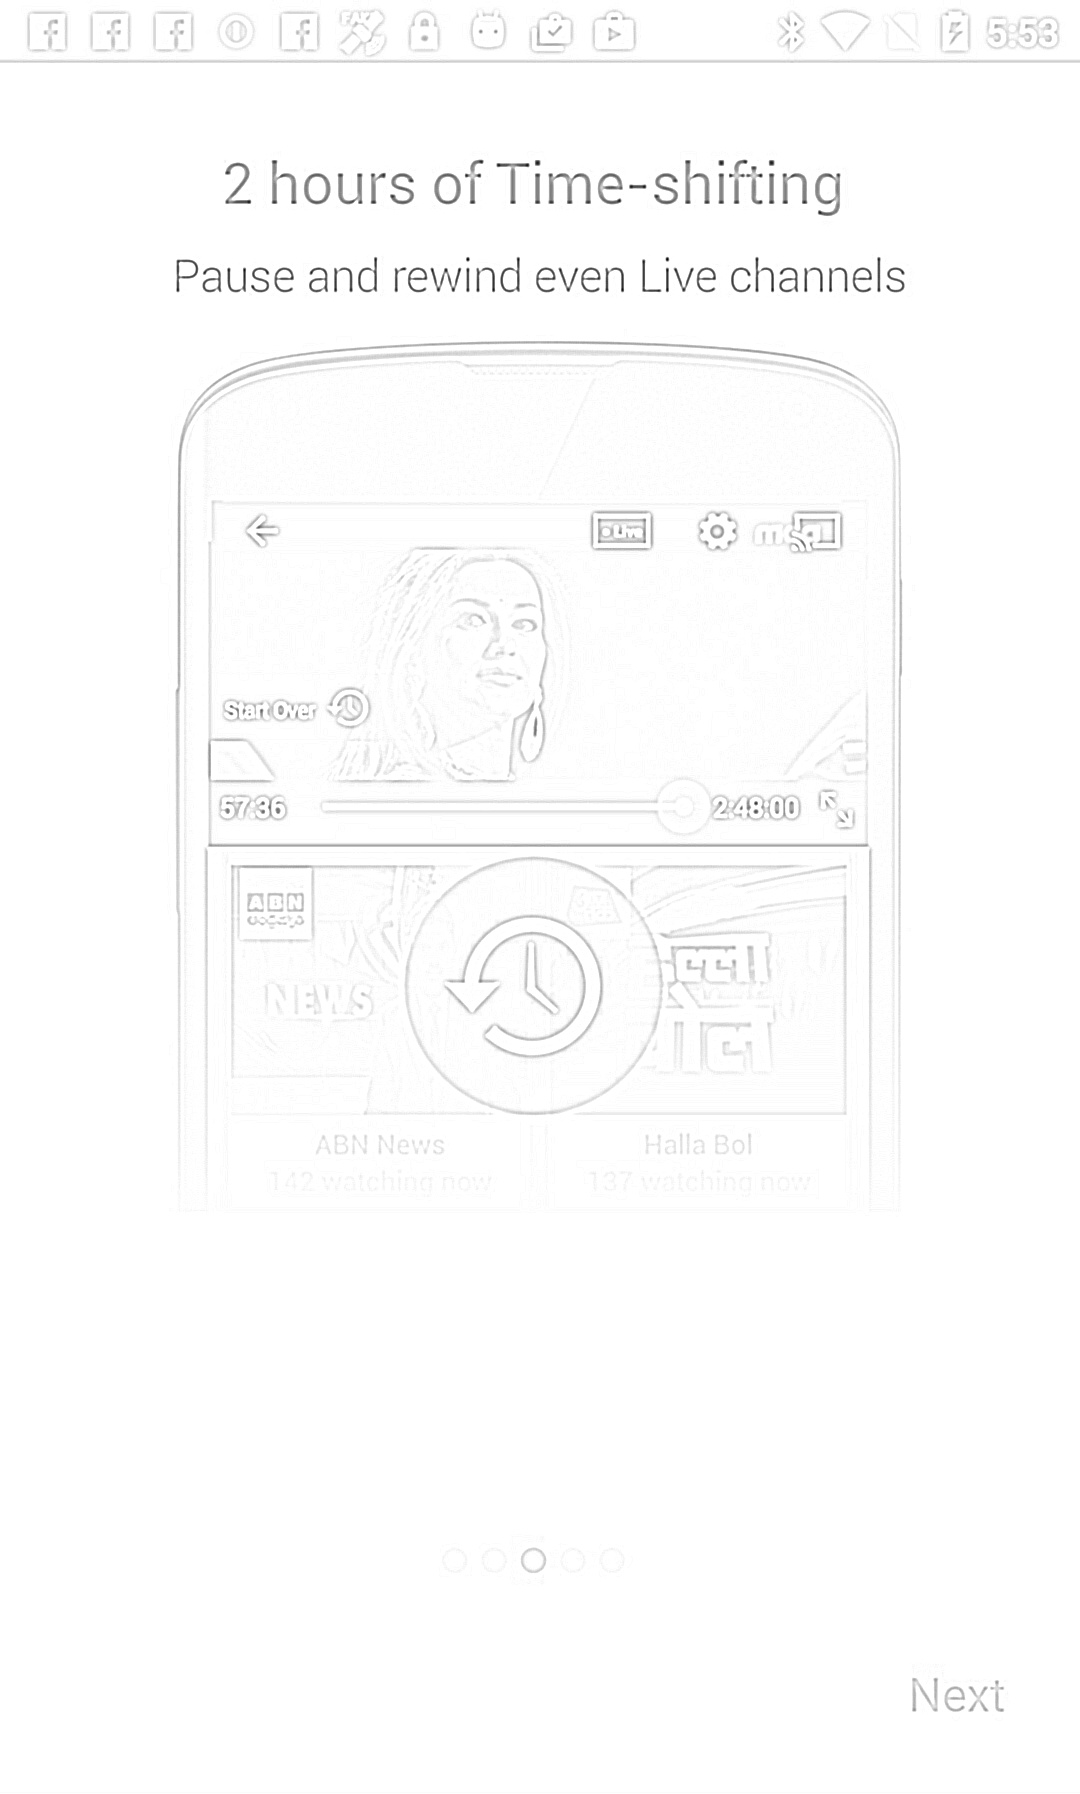 5:53
2 hours of Time-shifting
Pause and rewind even Live channels
Live
Start Over
57:36
2:48:00
ABN
NEWS
बोल
ABN News
Halla Bol
142 watching now
137 watching now
Next